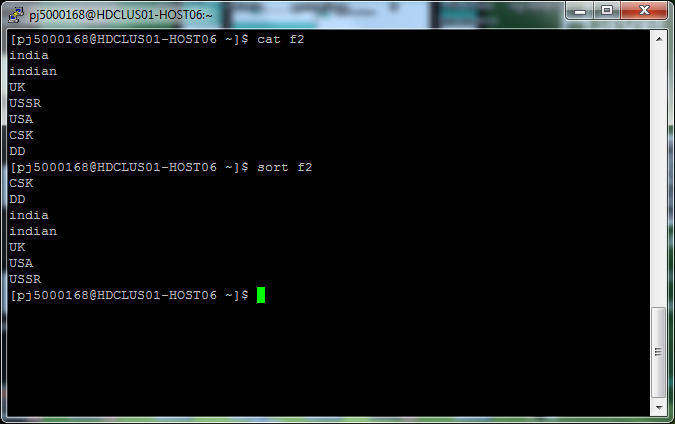 pj5000168@HDCLUS01-HOST06:~
[pj5000168@HDCLUS01-HOST06 ~]$ cat f2
india
indian
UK
USSR
USA
CSK
DD
[pj5000168@HDCLUS01-HOST06 ~]$ sort f2
CSK
DD
india
indian
UK
USA
USSR
[pj5000168@HDCLUS01-HOST06 ~]$